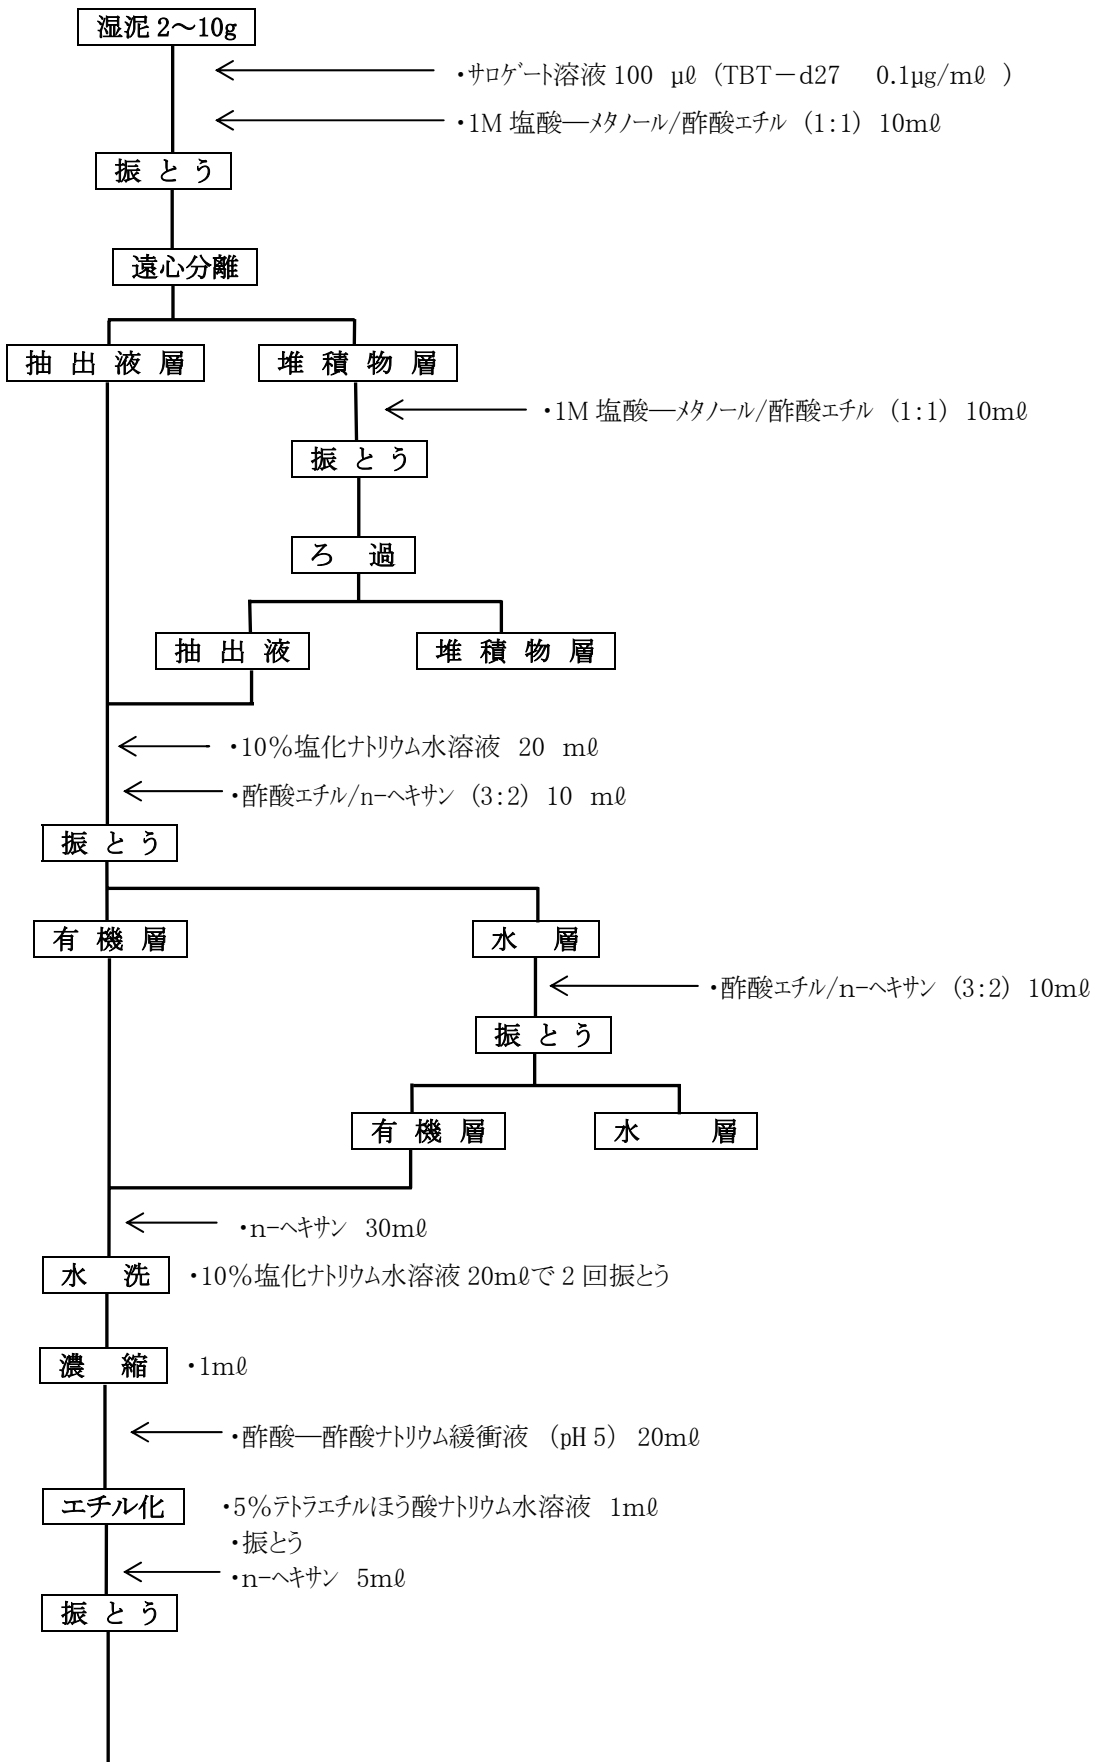 湿泥 2～10g
・サロゲート溶液 100 μℓ (TBT－d27 0.1μg/mℓ )
・1M 塩酸―メタノール/酢酸エチル (1:1) 10mℓ
振 と う
遠心分離
抽 出 液 層
堆 積 物 層
・1M 塩酸―メタノール/酢酸エチル (1:1) 10mℓ
振 と う
ろ 過
抽 出 液
堆 積 物 層
・10%塩化ナトリウム水溶液 20 mℓ
・酢酸エチル/n-ヘキサン (3:2) 10 mℓ
振 と う
有 機 層
水 層
・酢酸エチル/n-ヘキサン (3:2) 10mℓ
振 と う
有 機 層
水 層
・n-ヘキサン 30mℓ
水 洗 ・10%塩化ナトリウム水溶液 20mℓで 2 回振とう
濃 縮 ・1mℓ
・酢酸―酢酸ナトリウム緩衝液 (pH 5) 20mℓ
エチル化 ・5%テトラエチルほう酸ナトリウム水溶液 1mℓ
・振とう
・n-ヘキサン 5mℓ
振 と う